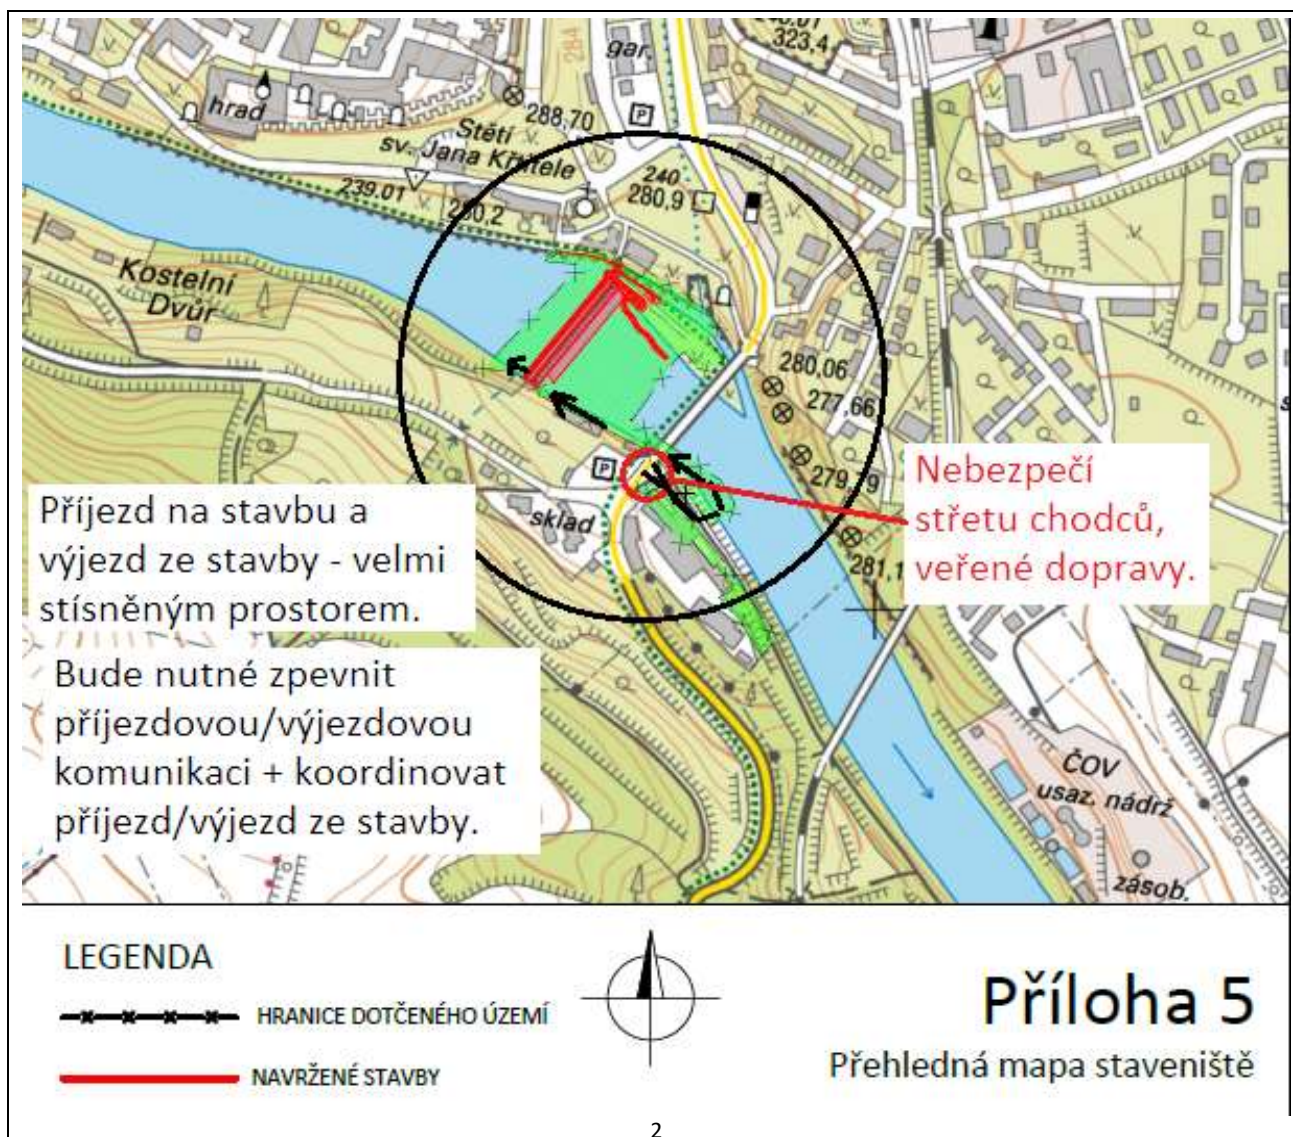 323,4
gar.
284
hrad
288,70
Stětí
sv. Jana Křtitele
P
239.01
240
280,9
Kostelní
Dvůr
280,06
277,66
279,
281,1
P
sklad
Nebezpečí
střetu chodců,
veřené dopravy.
Příjezd na stavbu a
výjezd ze stavby - velmi
stísněným prostorem.
Bude nutné zpevnit
příjezdovou/výjezdovou
komunikaci + koordinovat
příjezd/výjezd ze stavby.
ČOV
usaz. nádrž
zásob.
LEGENDA
HRANICE DOTČENÉHO ÚZEMÍ
NAVRŽENÉ STAVBY
Příloha 5
Přehledná mapa staveniště
2